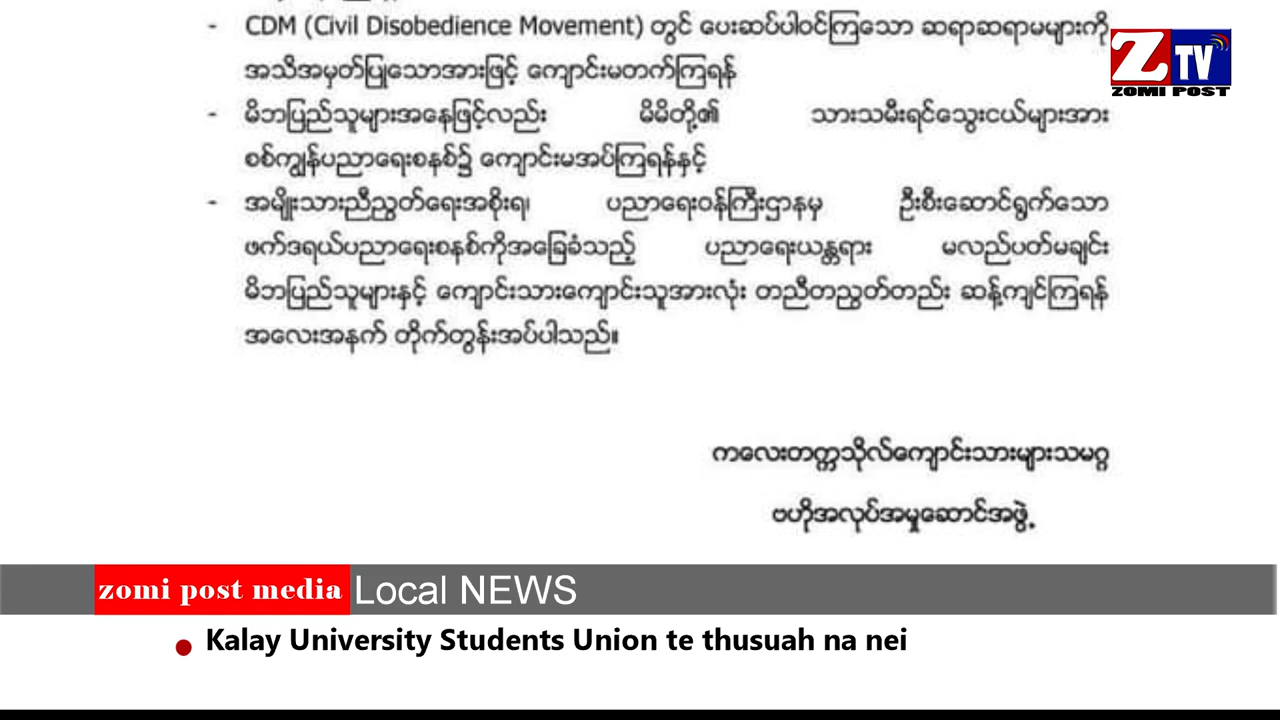 - CDM (Civil Disobedience Movement) တွင် ပေးဆပ်ပါဝင်ကြသော ဆရာဆရာမများကို
အသိအမှတ်ပြုသောအားဖြင့် ကျောင်းမတက်ကြရန်
- မိဘပြည်သူများအနေဖြင့်လည်း မိမိတို့၏ သားသမီးရင်သွေးငယ်များအား
စစ်ကျွန်ပညာရေးစနစ်၌ ကျောင်းမအပ်ကြရန်နှင့်
- အမျိုးသားညီညွတ်ရေးအစိုးရ၊ ပညာရေးဝန်ကြီးဌာနမှ ဦးစီးဆောင်ရွက်သော
ဖက်ဒရယ်ပညာရေးစနစ်ကိုအခြေခံသည့် ပညာရေးယန္တရား မလည်ပတ်မချင်း
မိဘပြည်သူများနှင့် ကျောင်းသားကျောင်းသူအားလုံး တညီတညွတ်တည်း ဆန့်ကျင်ကြရန်
အလေးအနက် တိုက်တွန်းအပ်ပါသည်။
ကလေးတက္ကသိုလ်ကျောင်းသားများသမဂ္ဂ
ဗဟိုအလုပ်အမှုဆောင်အဖွဲ့
Z TV
ZOMI POST
zomi post media Local NEWS
• Kalay University Students Union te thusuah na nei